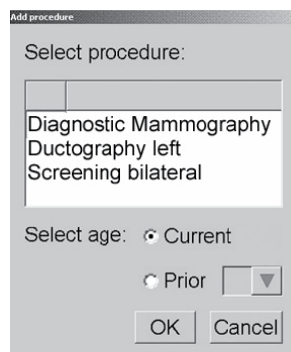 Add procedure
Select procedure:
Diagnostic Mammography
Ductography left
Screening bilateral
Select age: Current
Prior
OK Cancel